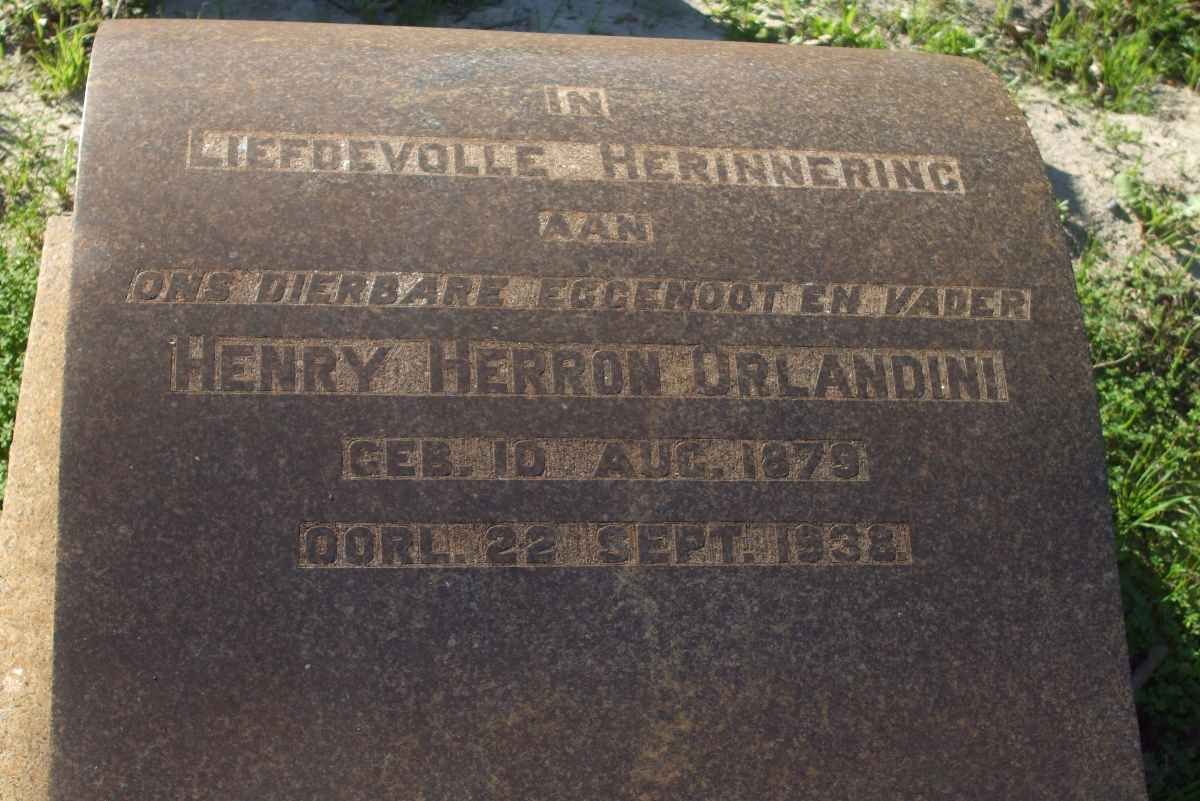 IN
LIEFDEVOLLE HERINNERING
AAN
ONS DIERBARE EGGENOOT EN VADER
HENRY HERRON URLANDINI
GEB. 10 AUG. 1879
OORL. 22 SEPT. 1938.